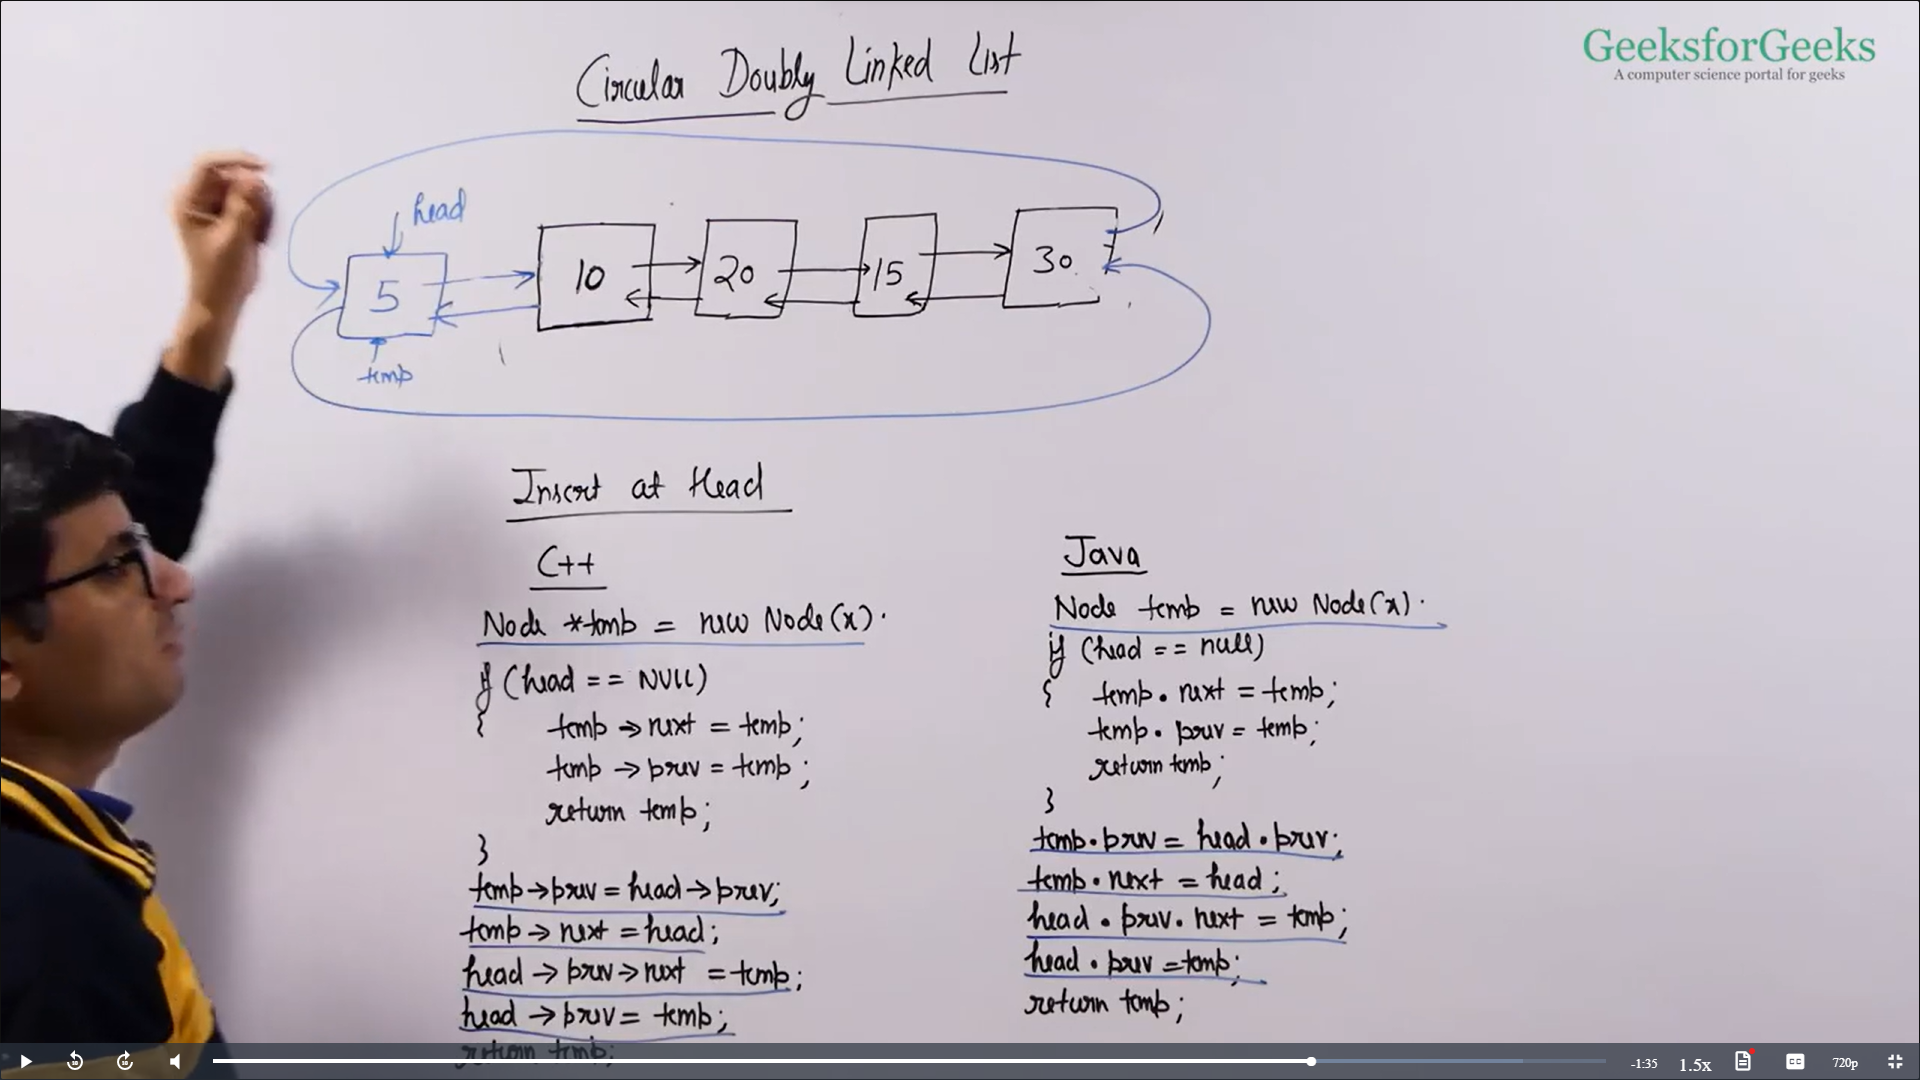 GeeksforGeeks
A computer science portal for geeks
Circular Doubly Linked List
head
5
10
20
15
30
temp
Insert at Head
C++
Node *temp = new Node(x).
if (head == NULL)
{ temp → next = temp;
temp → prev = temp;
return temp;
}
temp → prev = head → prev;
temp → next = head;
head → prev → next = temp;
head → prev = temp;
return temp;
Java
Node temp = new Node(x).
if (head == null)
{ temp . next = temp;
temp . prev = temp;
return temp;
}
temp . prev = head . prev;
temp . next = head;
head . prev . next = temp;
head . prev = temp;
return temp;
-1:35
1.5x
CC
720p